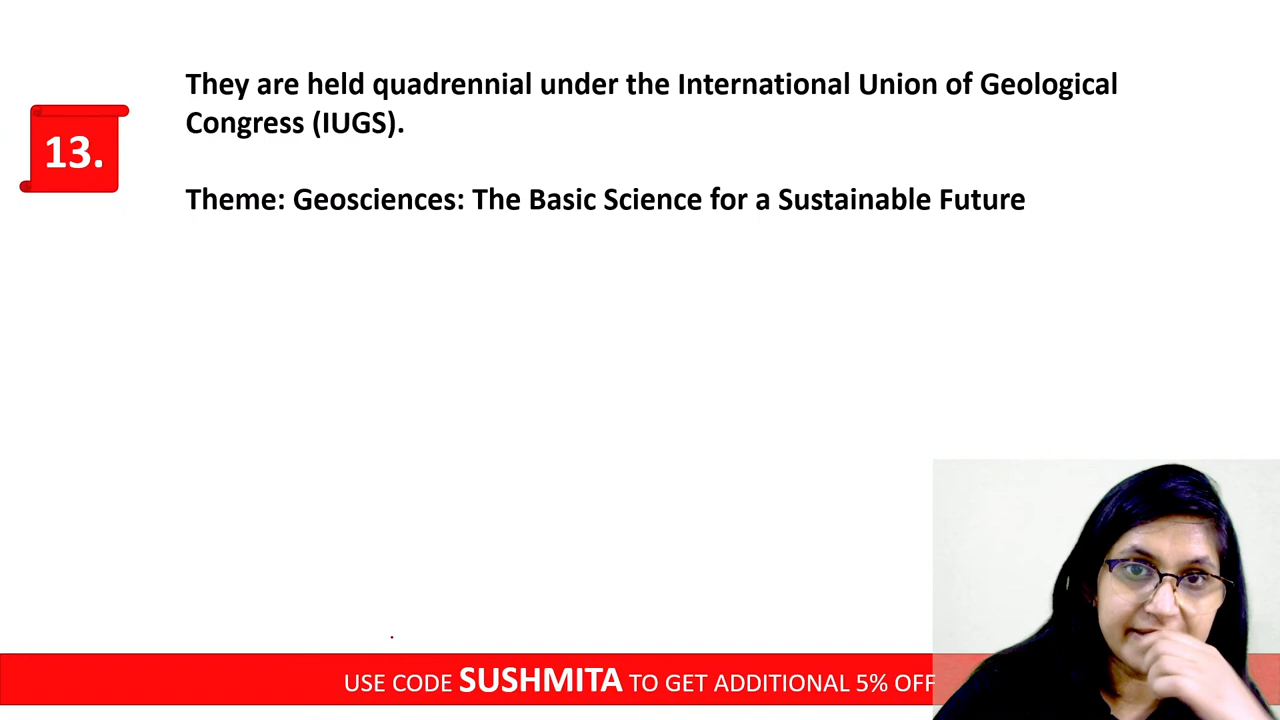 They are held quadrennial under the International Union of Geological
Congress (IUGS).
13.
Theme: Geosciences: The Basic Science for a Sustainable Future
USE CODE SUSHMITA TO GET ADDITIONAL 5% OFF